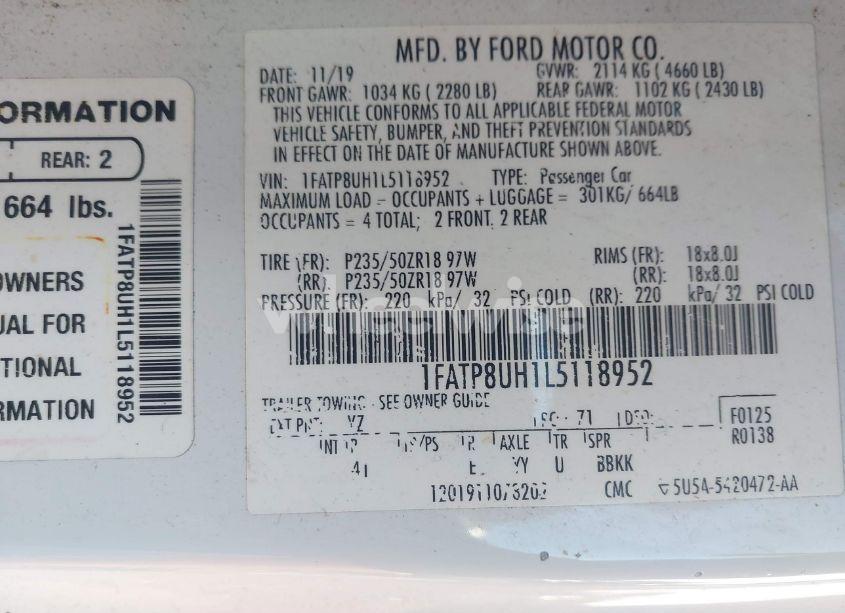 ORMATION
REAR: 2
664 lbs.
OWNERS
UAL FOR
TIONAL
RMATION
1FATP8UH1L5118952
MFD. BY FORD MOTOR CO.
DATE: 11/19 GVWR: 2114 KG ( 4660 LB)
FRONT GAWR: 1034 KG ( 2280 LB) REAR GAWR: 1102 KG ( 2430 LB)
THIS VEHICLE CONFORMS TO ALL APPLICABLE FEDERAL MOTOR
VEHICLE SAFETY, BUMPER, AND THEFT PREVENTION STANDARDS
IN EFFECT ON THE DATE OF MANUFACTURE SHOWN ABOVE.
VIN: 1FATP8UH1L5118952 TYPE: Passenger Car
MAXIMUM LOAD = OCCUPANTS + LUGGAGE = 301KG/ 664LB
OCCUPANTS = 4 TOTAL; 2 FRONT, 2 REAR
TIRE (FR): P235/50ZR18 97W RIMS (FR): 18x8.0J
(RR): P235/50ZR18 97W (RR): 18x8.0J
PRESSURE (FR): 220 kPa/ 32 PSI COLD (RR): 220 kPa/ 32 PSI COLD
1FATP8UH1L5118952
TRAILER TOWING - SEE OWNER GUIDE
EXT PNT: YZ 71 F0125
R0138
INT AXLE TR SPR
YY U BBKK
CMC 5U5A-5420472-AA